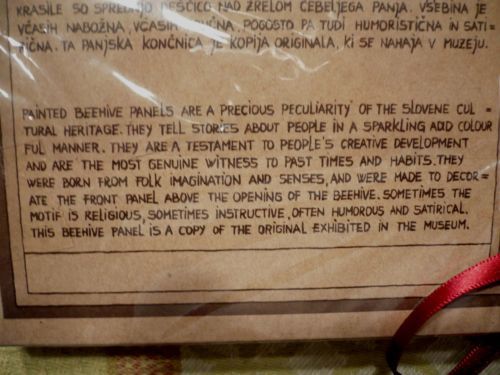 KRASILE SO SPREDNJO DEŠČICO NAD ŽRELOM ČEBELJEGA PANJA. VSEBINA JE
VČASIH NABOŽNA, VČASIH POUČNA, POGOSTO PA TUDI HUMORISTIČNA IN SATI=
RIČNA. TA PANJSKA KONČNICA JE KOPIJA ORIGINALA, KI SE NAHAJA V MUZEJU.
PAINTED BEEHIVE PANELS ARE A PRECIOUS PECULIARITY OF THE SLOVENE CUL =
TURAL HERITAGE. THEY TELL STORIES ABOUT PEOPLE IN A SPARKLING ADD COLOUR
FUL MANNER. THEY ARE A TESTAMENT TO PEOPLE'S CREATIVE DEVELOPMENT
AND ARE THE MOST GENUINE WITNESS TO PAST TIMES AND HABITS. THEY
WERE BORN FROM FOLK IMAGINATION AND SENSES, AND WERE MADE TO DECOR=
ATE THE FRONT PANEL ABOVE THE OPENING OF THE BEEHIVE. SOMETIMES THE
MOTIF IS RELIGIOUS, SOMETIMES INSTRUCTIVE, OFTEN HUMOROUS AND SATIRICAL.
THIS BEEHIVE PANEL IS A COPY OF THE ORIGINAL EXHIBITED IN THE MUSEUM.